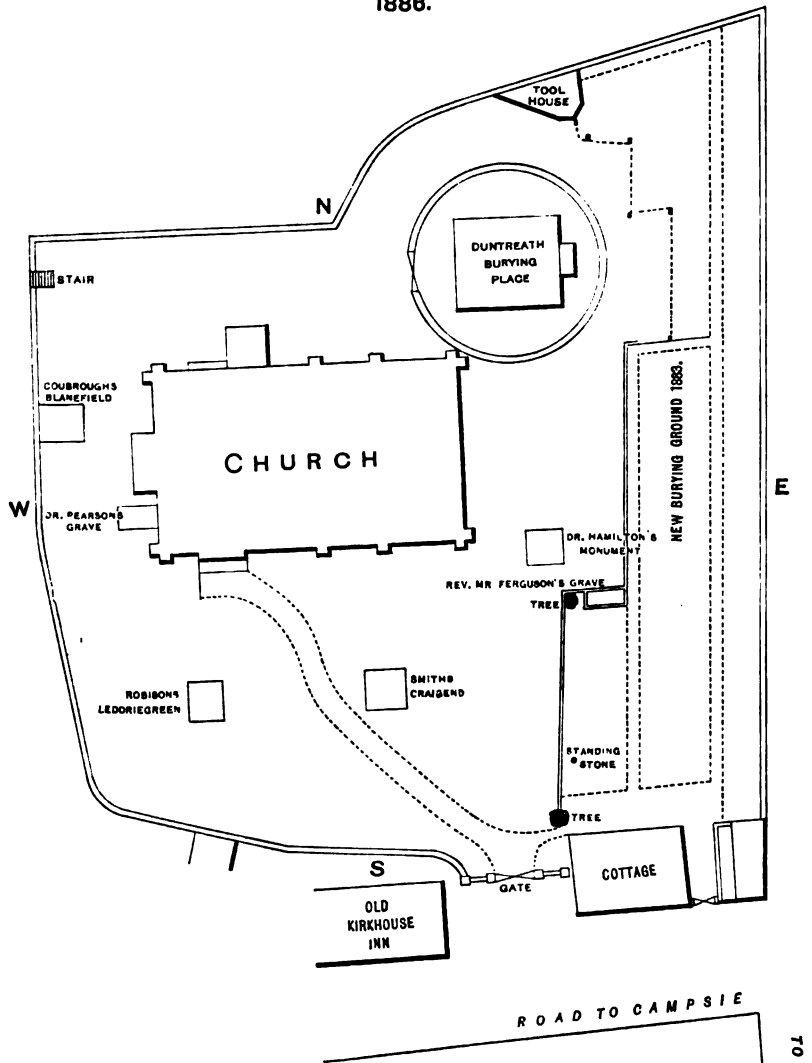 1886.
TOOL
HOUSE
N
DUNTREATH
BURYING
PLACE
STAIR
COUBROUGHS
BLANEFIELD
CHURCH
NEW BURYING GROUND 1883.
E
W
DR. PEARSONS
GRAVE
DR. HAMILTON'S
MONUMENT
REV. MR FERGUSON'S GRAVE
TREE
ROBISONS
LEDDRIEGREEN
SMITHS
CRAIGEND
STANDING
STONE
TREE
S
GATE
COTTAGE
OLD
KIRKHOUSE
INN
ROAD TO CAMPSIE
TO